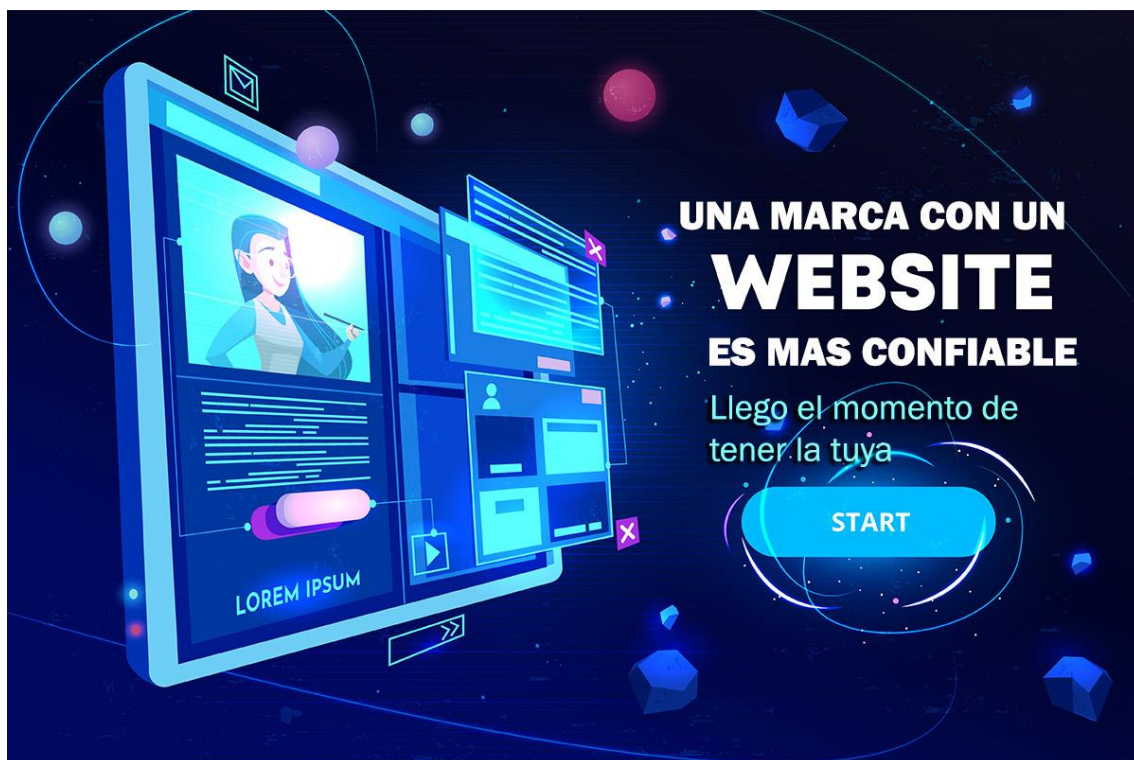 UNA MARCA CON UN
WEBSITE
ES MAS CONFIABLE
Llego el momento de
tener la tuya
START
LOREM IPSUM